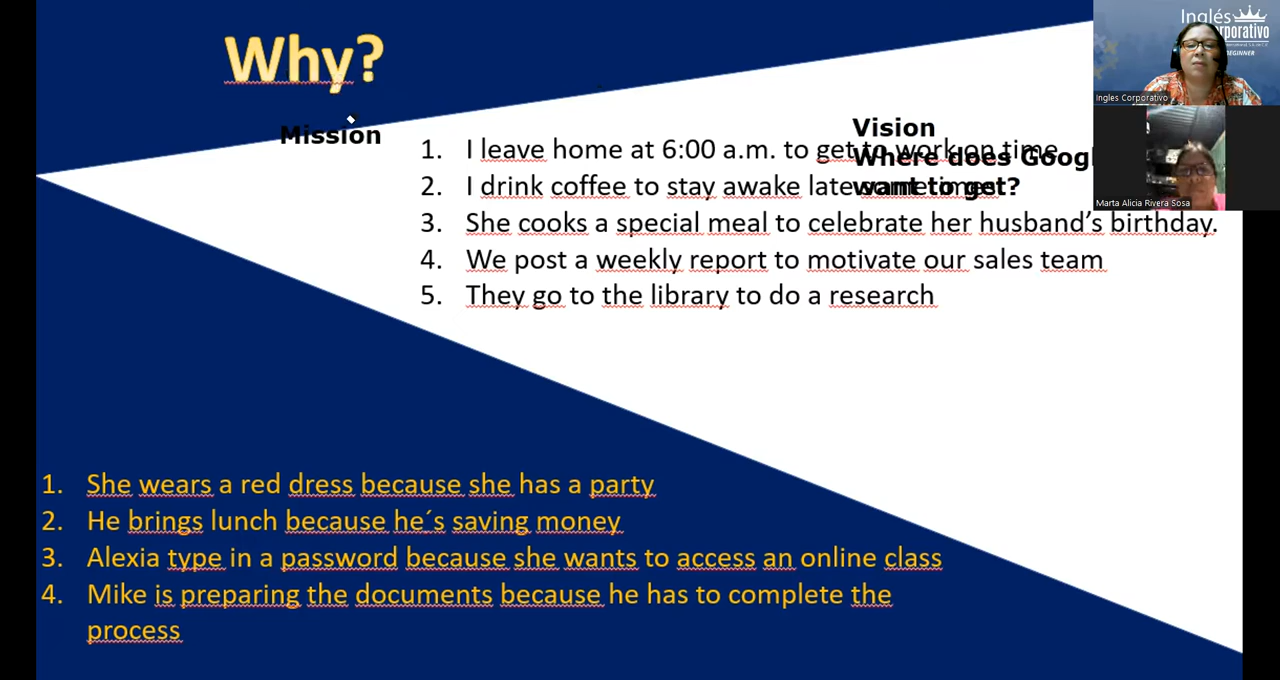 Why?
Mission
1. I leave home at 6:00 a.m. to get to work on time
2. I drink coffee to stay awake late sometimes
3. She cooks a special meal to celebrate her husband's birthday.
4. We post a weekly report to motivate our sales team
5. They go to the library to do a research
Vision
Where does Googl
want to get?
1. She wears a red dress because she has a party
2. He brings lunch because he´s saving money
3. Alexia type in a password because she wants to access an online class
4. Mike is preparing the documents because he has to complete the
process
Inglés
orporativo
BEGINNER
Ingles Corporativo
Marta Alicia Rivera Sosa